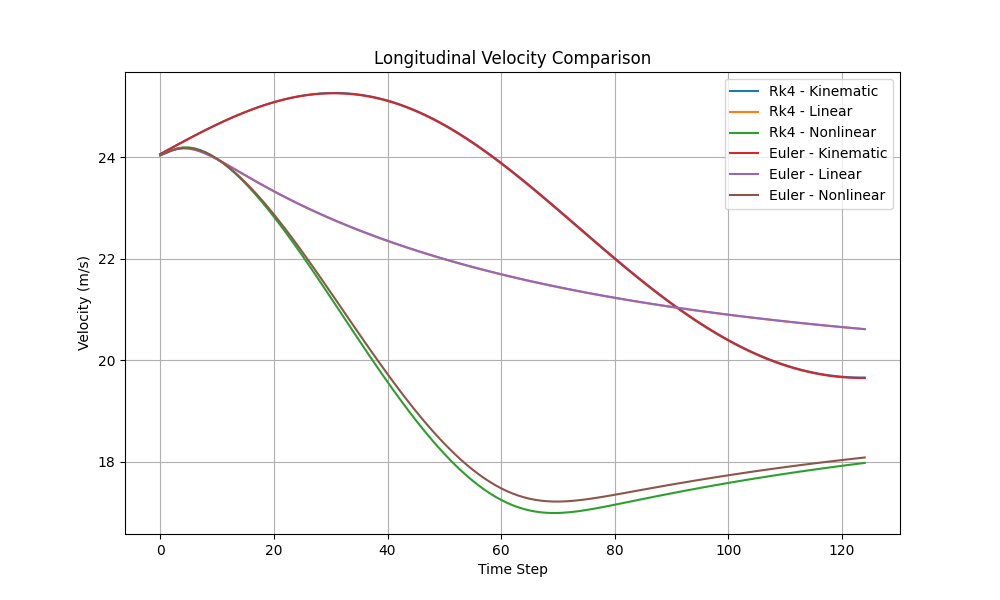 Longitudinal Velocity Comparison
Rk4 - Kinematic
Rk4 - Linear
Rk4 - Nonlinear
Euler - Kinematic
Euler - Linear
Euler - Nonlinear
Velocity (m/s)
24
22
20
18
0 20 40 60 80 100 120
Time Step